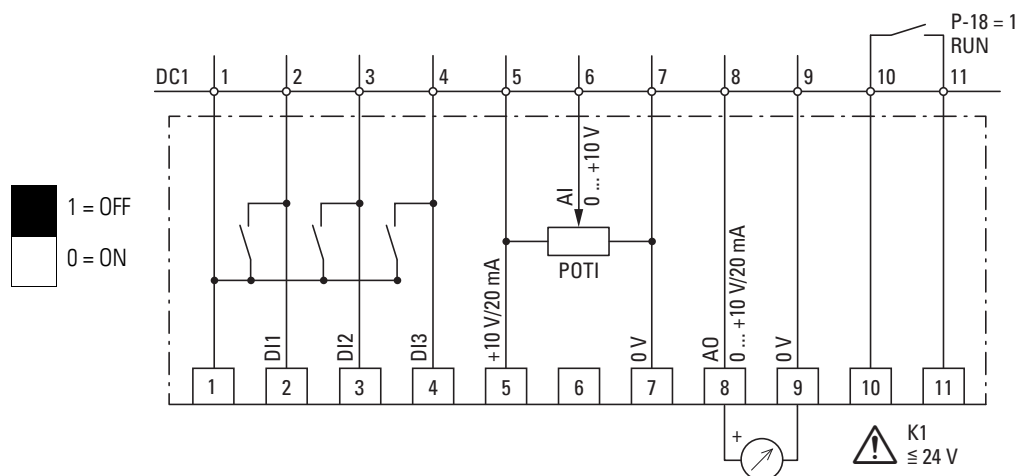 P-18 = 1
RUN
DC1 1 2 3 4 5 6 7 8 9 10 11
1 = OFF
0 = ON
AI
0 ... +10 V
POTI
DI1
DI2
DI3
+10 V/20 mA
0 V
AO
0 ... +10 V/20 mA
0 V
1 2 3 4 5 6 7 8 9 10 11
+
K1
≦ 24 V